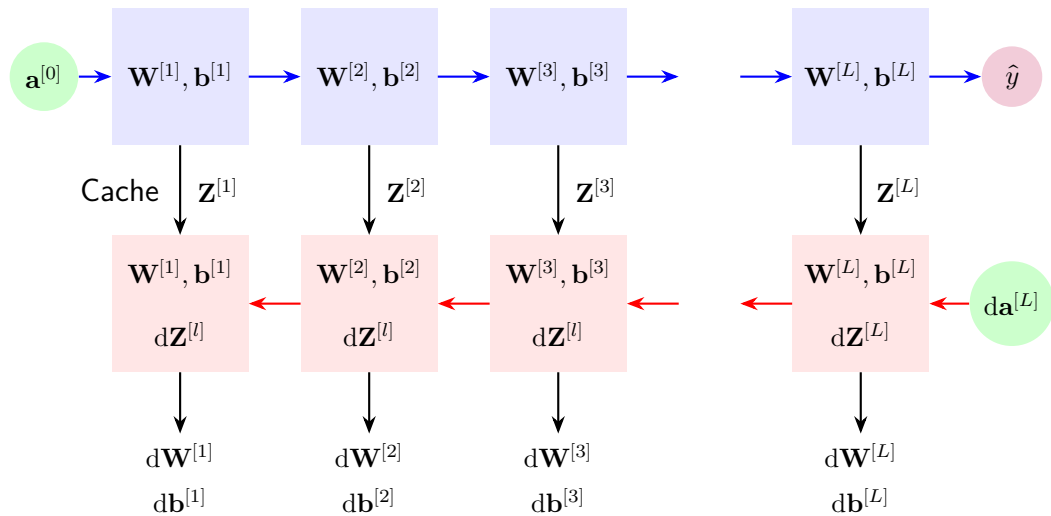 a^[0] W^[1], b^[1] W^[2], b^[2] W^[3], b^[3] W^[L], b^[L] ŷ
Cache Z^[1] Z^[2] Z^[3] Z^[L]
W^[1], b^[1] W^[2], b^[2] W^[3], b^[3] W^[L], b^[L]
da^[L]
dZ^[l] dZ^[l] dZ^[l] dZ^[L]
dW^[1] dW^[2] dW^[3] dW^[L]
db^[1] db^[2] db^[3] db^[L]